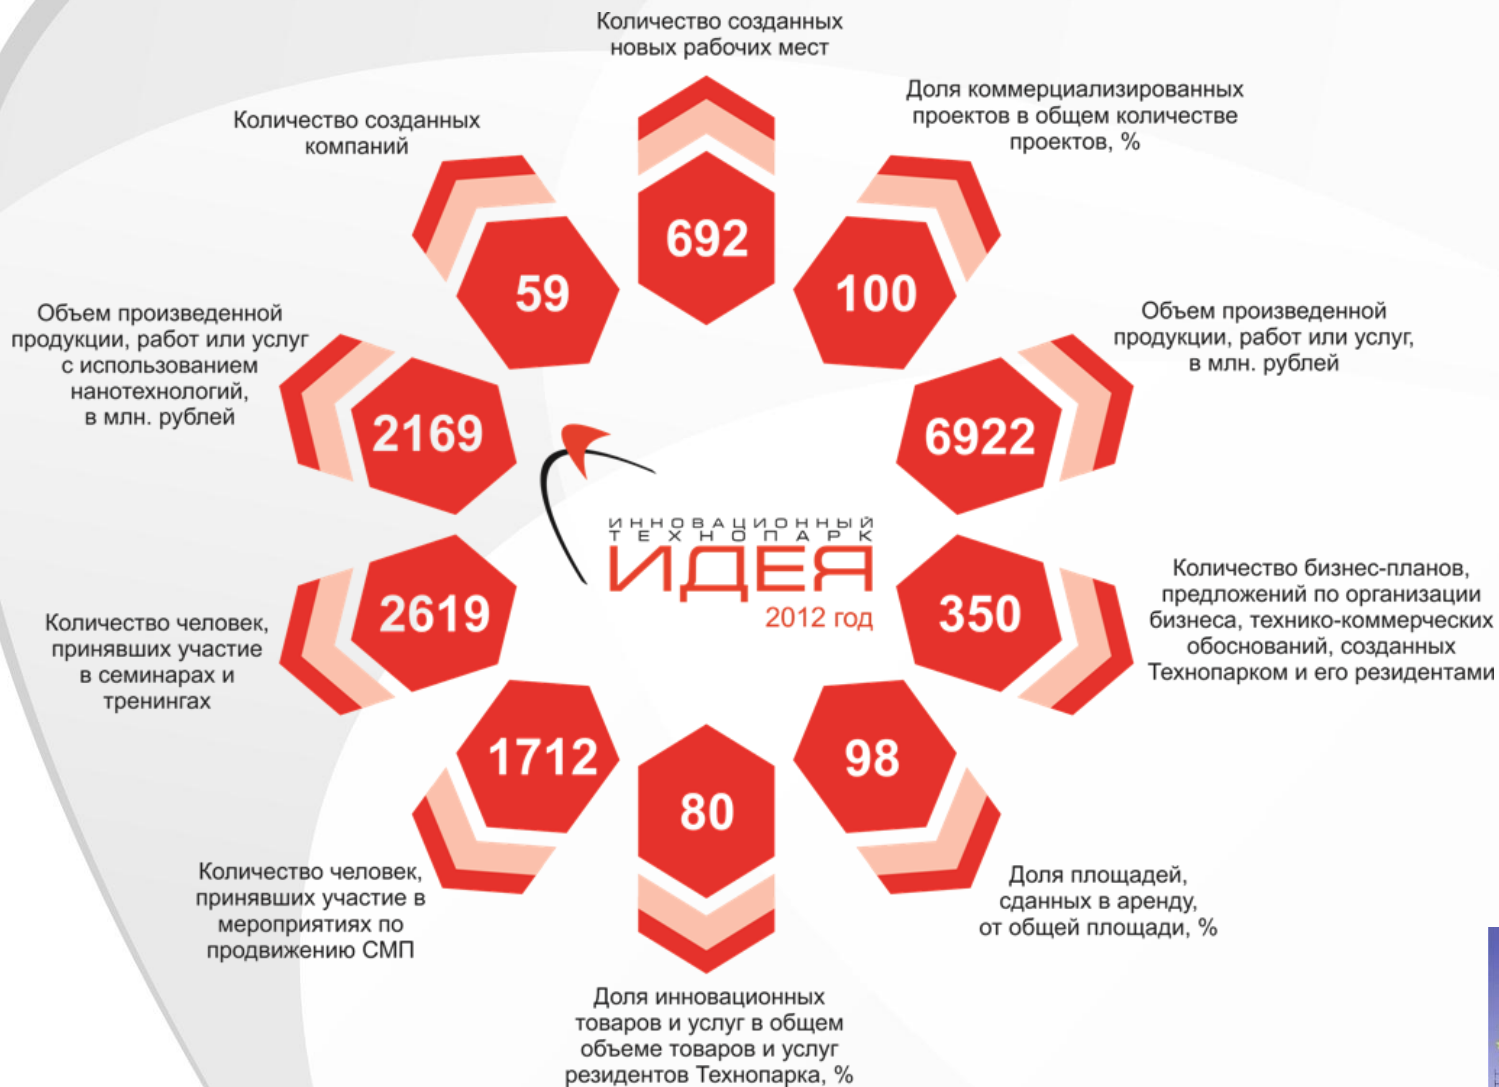 Количество созданных
новых рабочих мест
692
Доля коммерциализированных
проектов в общем количестве
проектов, %
100
Объем произведенной
продукции, работ или услуг,
в млн. рублей
6922
Количество бизнес-планов,
предложений по организации
бизнеса, технико-коммерческих
обоснований, созданных
Технопарком и его резидентами
350
Доля площадей,
сданных в аренду,
от общей площади, %
98
Доля инновационных
товаров и услуг в общем
объеме товаров и услуг
резидентов Технопарка, %
80
Количество человек,
принявших участие в
мероприятиях по
продвижению СМП
1712
Количество человек,
принявших участие
в семинарах и
тренингах
2619
Объем произведенной
продукции, работ или услуг
с использованием
нанотехнологий,
в млн. рублей
2169
Количество созданных
компаний
59
ИННОВАЦИОННЫЙ
ТЕХНОПАРК
ИДЕЯ
2012 год